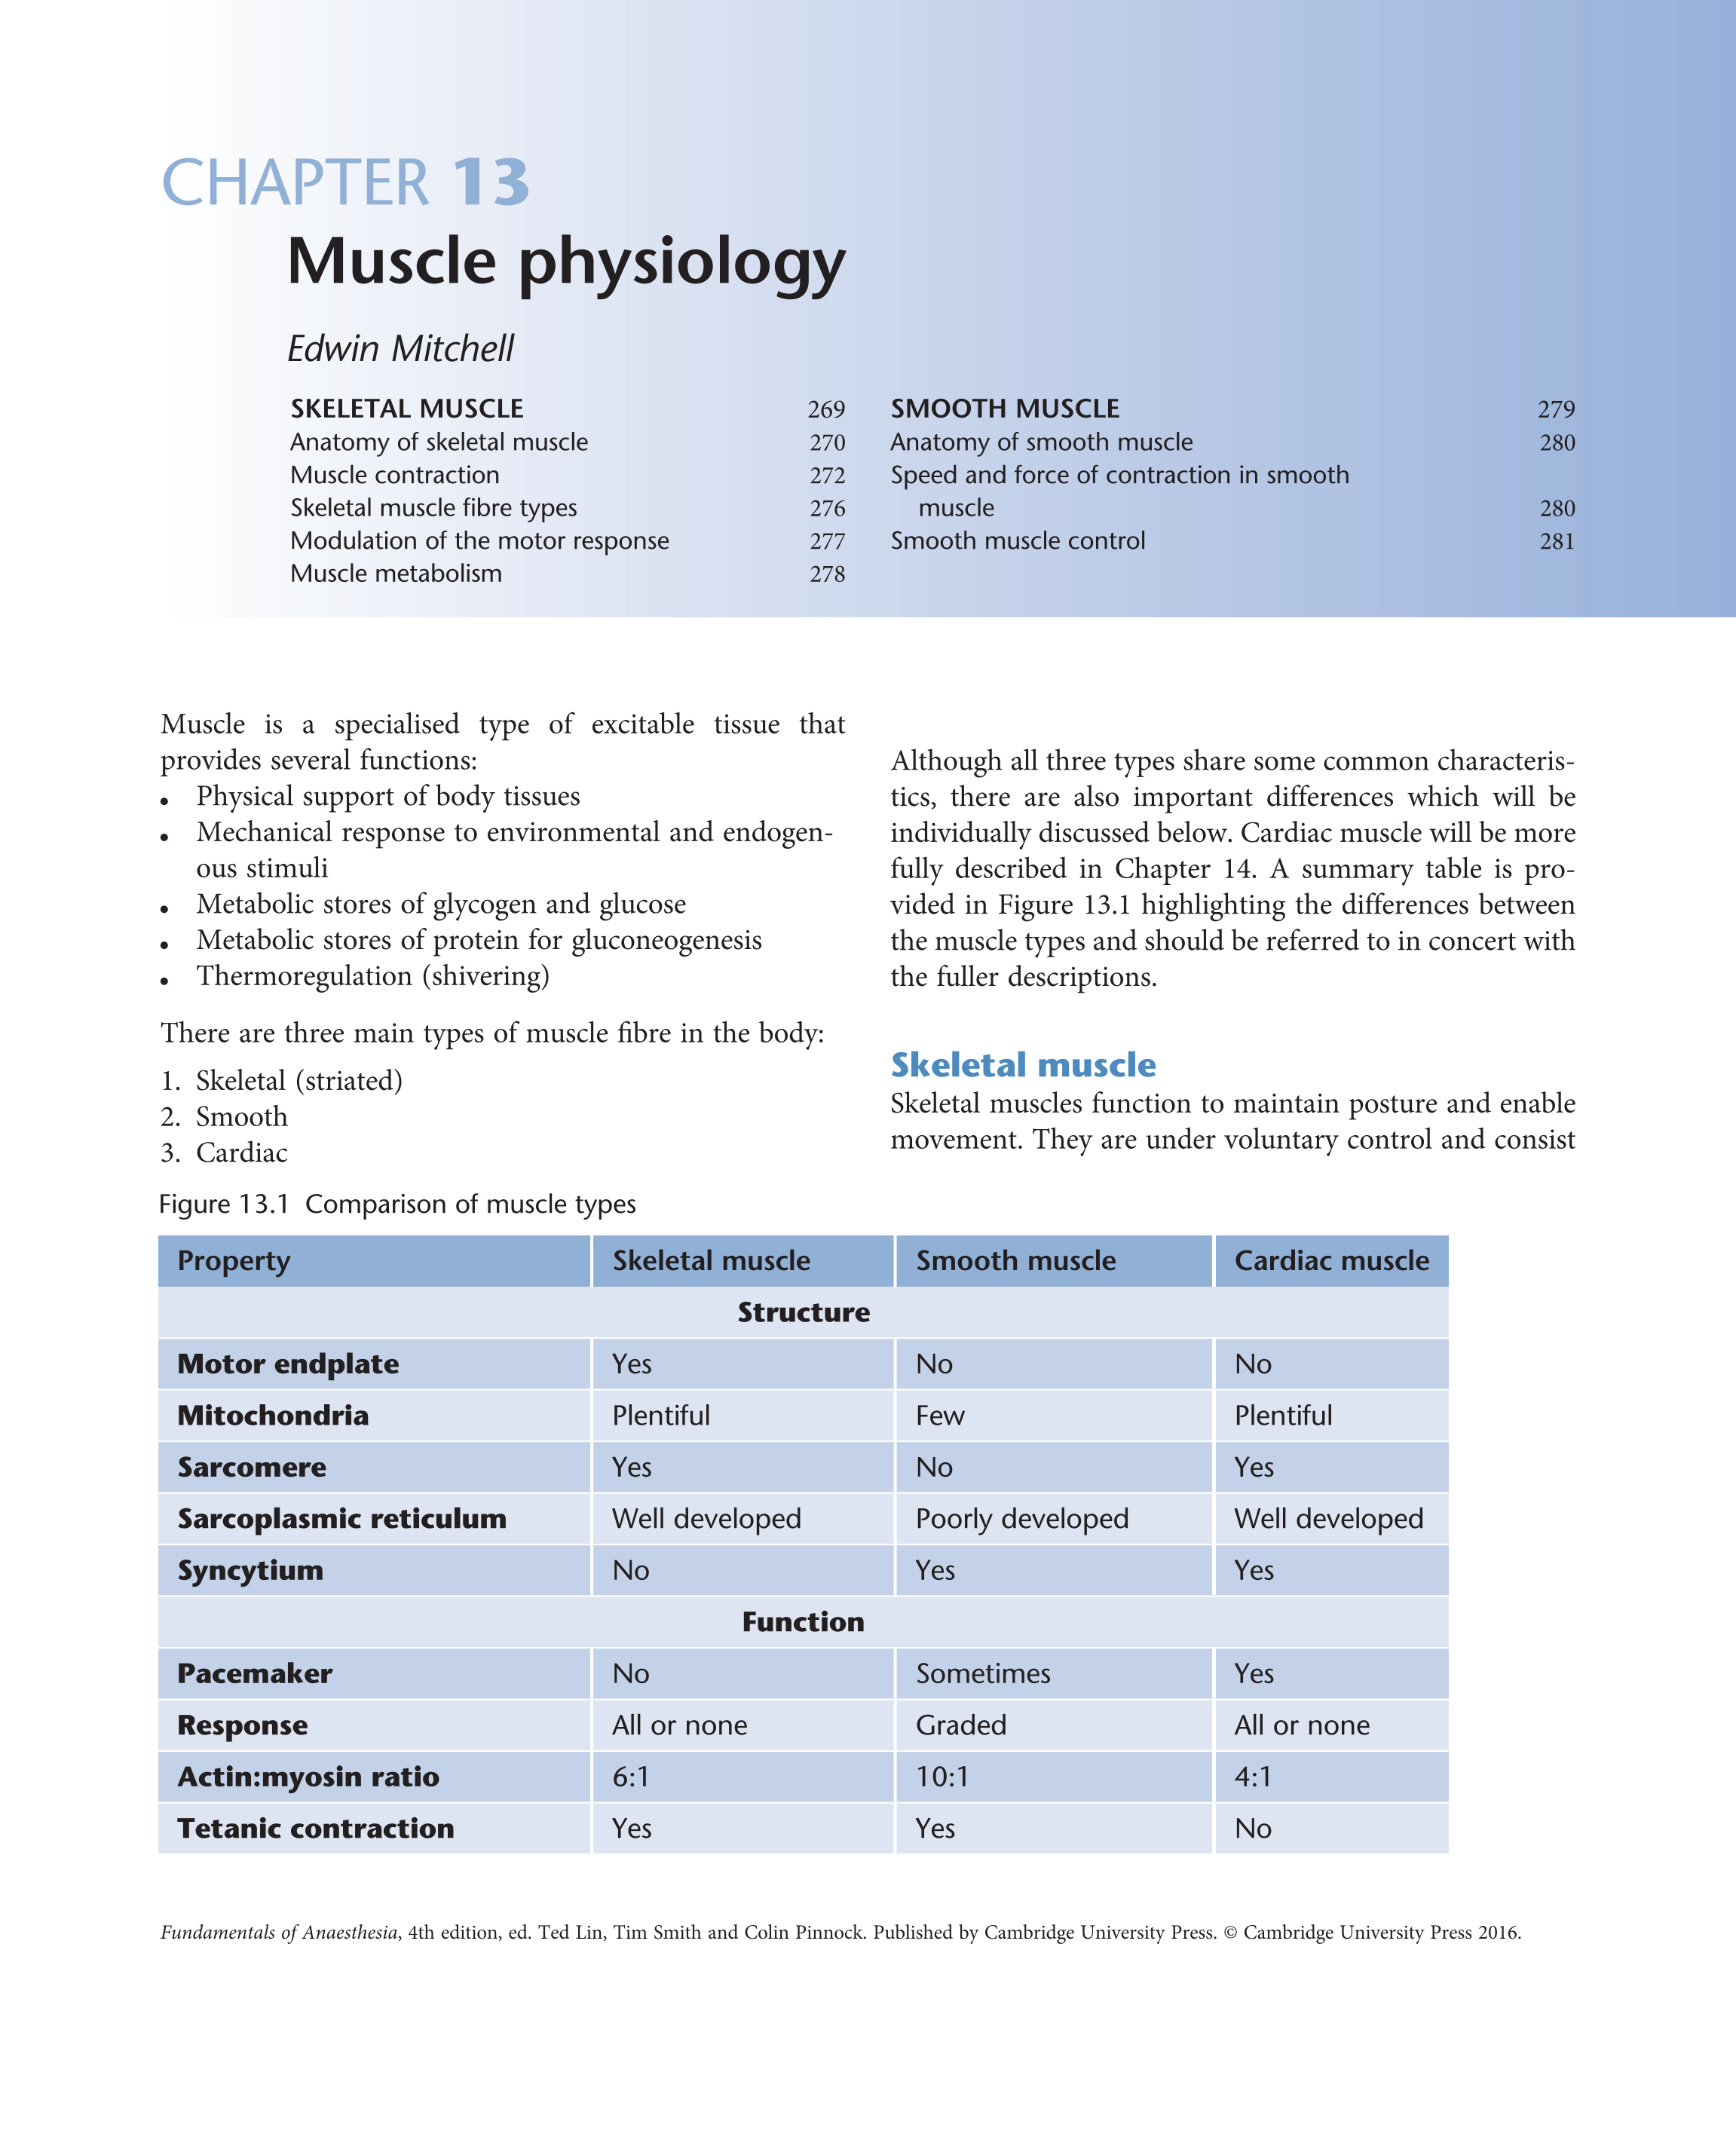 CHAPTER 13
Muscle physiology
Edwin Mitchell
SKELETAL MUSCLE 269
Anatomy of skeletal muscle 270
Muscle contraction 272
Skeletal muscle fibre types 276
Modulation of the motor response 277
Muscle metabolism 278
SMOOTH MUSCLE 279
Anatomy of smooth muscle 280
Speed and force of contraction in smooth
muscle 280
Smooth muscle control 281
Muscle is a specialised type of excitable tissue that
provides several functions:
• Physical support of body tissues
• Mechanical response to environmental and endogen-
ous stimuli
• Metabolic stores of glycogen and glucose
• Metabolic stores of protein for gluconeogenesis
• Thermoregulation (shivering)
There are three main types of muscle fibre in the body:
1. Skeletal (striated)
2. Smooth
3. Cardiac
Although all three types share some common characteris-
tics, there are also important differences which will be
individually discussed below. Cardiac muscle will be more
fully described in Chapter 14. A summary table is pro-
vided in Figure 13.1 highlighting the differences between
the muscle types and should be referred to in concert with
the fuller descriptions.
Skeletal muscle
Skeletal muscles function to maintain posture and enable
movement. They are under voluntary control and consist
Figure 13.1 Comparison of muscle types
Property Skeletal muscle Smooth muscle Cardiac muscle
Structure
Motor endplate Yes No No
Mitochondria Plentiful Few Plentiful
Sarcomere Yes No Yes
Sarcoplasmic reticulum Well developed Poorly developed Well developed
Syncytium No Yes Yes
Function
Pacemaker No Sometimes Yes
Response All or none Graded All or none
Actin:myosin ratio 6:1 10:1 4:1
Tetanic contraction Yes Yes No
Fundamentals of Anaesthesia, 4th edition, ed. Ted Lin, Tim Smith and Colin Pinnock. Published by Cambridge University Press. © Cambridge University Press 2016.